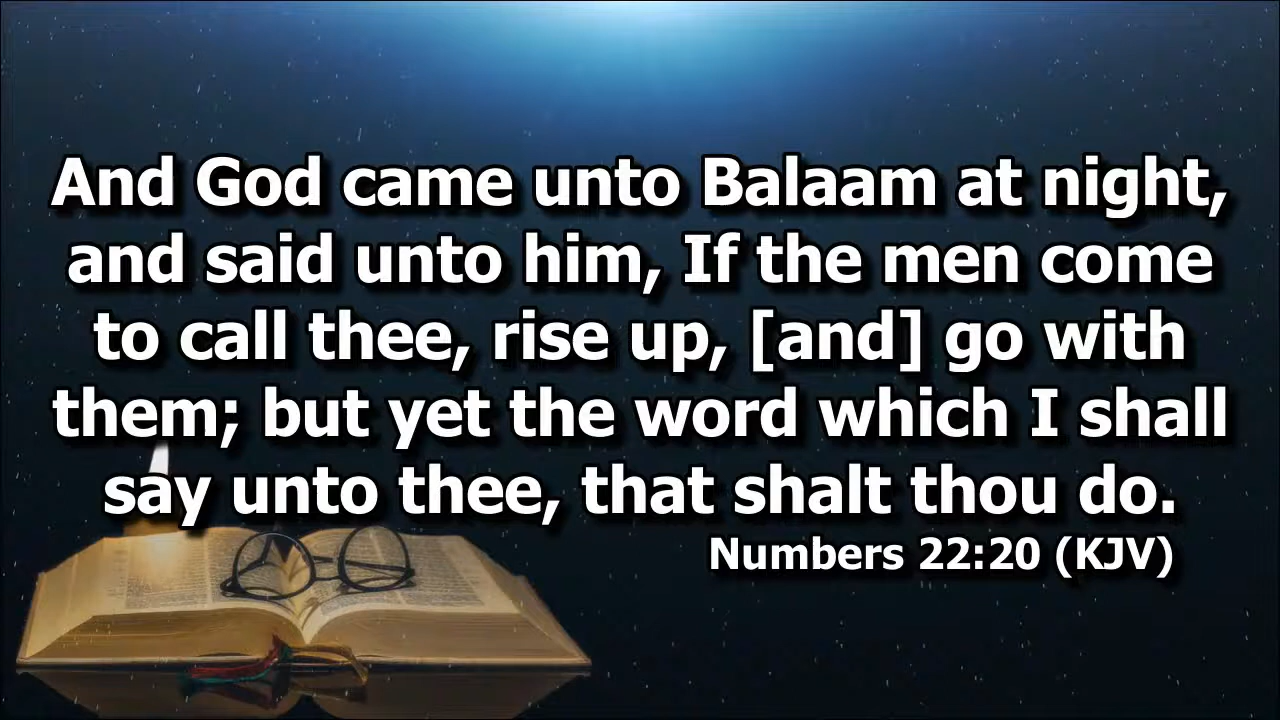 And God came unto Balaam at night,
and said unto him, If the men come
to call thee, rise up, [and] go with
them; but yet the word which I shall
say unto thee, that shalt thou do.
Numbers 22:20 (KJV)